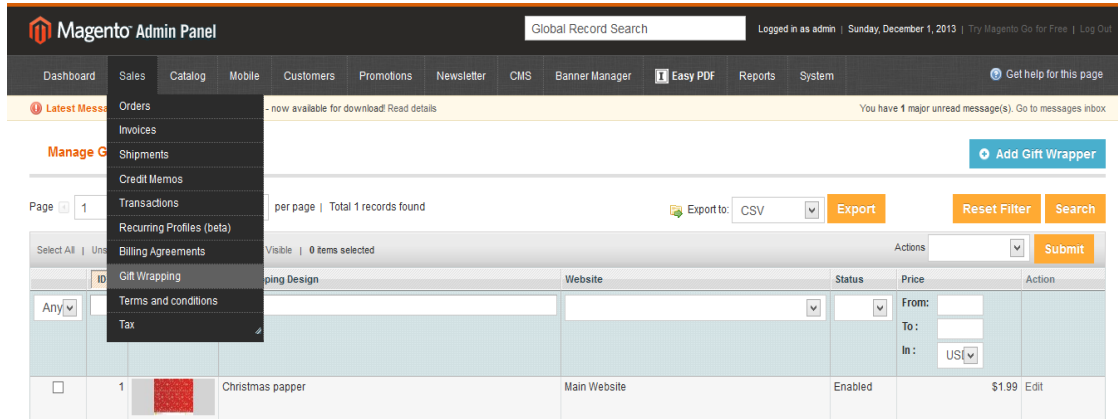 Magento Admin Panel
Global Record Search
Logged in as admin | Sunday, December 1, 2013 | Try Magento Go for Free | Log Out
Dashboard Sales Catalog Mobile Customers Promotions Newsletter CMS Banner Manager Easy PDF Reports System Get help for this page
Latest Messa - now available for download! Read details You have 1 major unread message(s). Go to messages inbox
Orders
Invoices
Shipments
Credit Memos
Transactions
Recurring Profiles (beta)
Billing Agreements
Gift Wrapping
Terms and conditions
Tax
Manage G
Add Gift Wrapper
Page 1 per page | Total 1 records found Export to: CSV Export Reset Filter Search
Select All | Uns Visible | 0 items selected Actions Submit
ID ping Design Website Status Price Action
Any From:
To :
In : USD
1 Christmas papper Main Website Enabled $1.99 Edit